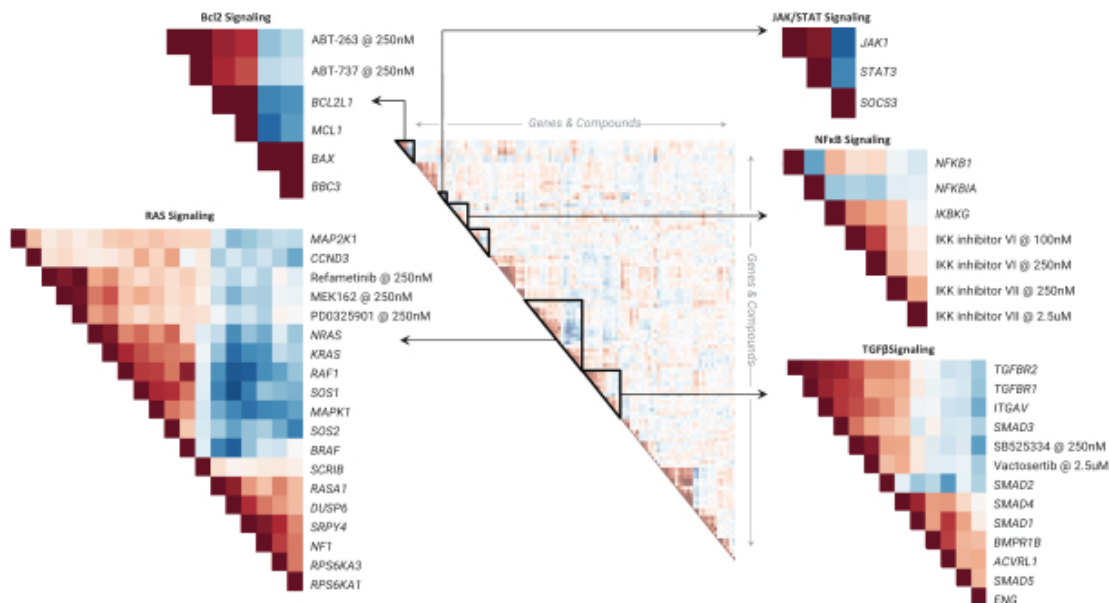 Bcl2 Signaling
ABT-263 @ 250nM
ABT-737 @ 250nM
BCL2L1
MCL1
BAX
BBC3
JAK/STAT Signaling
JAK1
STAT3
SOCS3
Genes & Compounds
Genes & Compounds
NFκB Signaling
NFKB1
NFKBIA
IKBKG
IKK inhibitor VI @ 100nM
IKK inhibitor VI @ 250nM
IKK inhibitor VII @ 250nM
IKK inhibitor VII @ 2.5uM
RAS Signaling
MAP2K1
CCND3
Refametinib @ 250nM
MEK162 @ 250nM
PD0325901 @ 250nM
NRAS
KRAS
RAF1
SOS1
MAPK1
SOS2
BRAF
SCRIB
RASA1
DUSP6
SRPY4
NF1
RPS6KA3
RPS6KA1
TGFβSignaling
TGFBR2
TGFBR1
ITGAV
SMAD3
SB525334 @ 250nM
Vactosertib @ 2.5uM
SMAD2
SMAD4
SMAD1
BMPR1B
ACVRL1
SMAD5
ENG